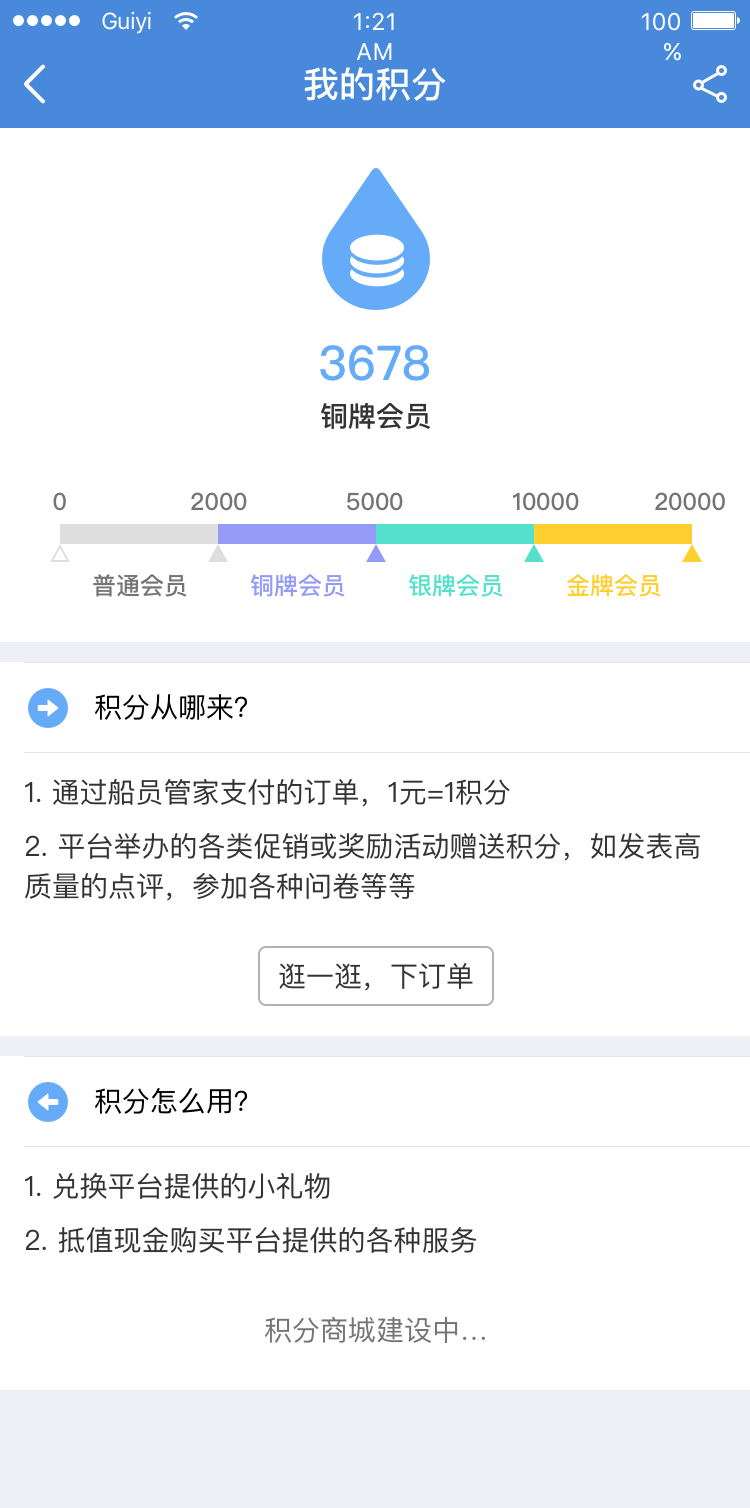 Guiyi
1:21
AM
100
%
我的积分
3678
铜牌会员
0 2000 5000 10000 20000
普通会员 铜牌会员 银牌会员 金牌会员
积分从哪来?
1. 通过船员管家支付的订单，1元=1积分
2. 平台举办的各类促销或奖励活动赠送积分，如发表高
质量的点评，参加各种问卷等等
逛一逛，下订单
积分怎么用?
1. 兑换平台提供的小礼物
2. 抵值现金购买平台提供的各种服务
积分商城建设中...